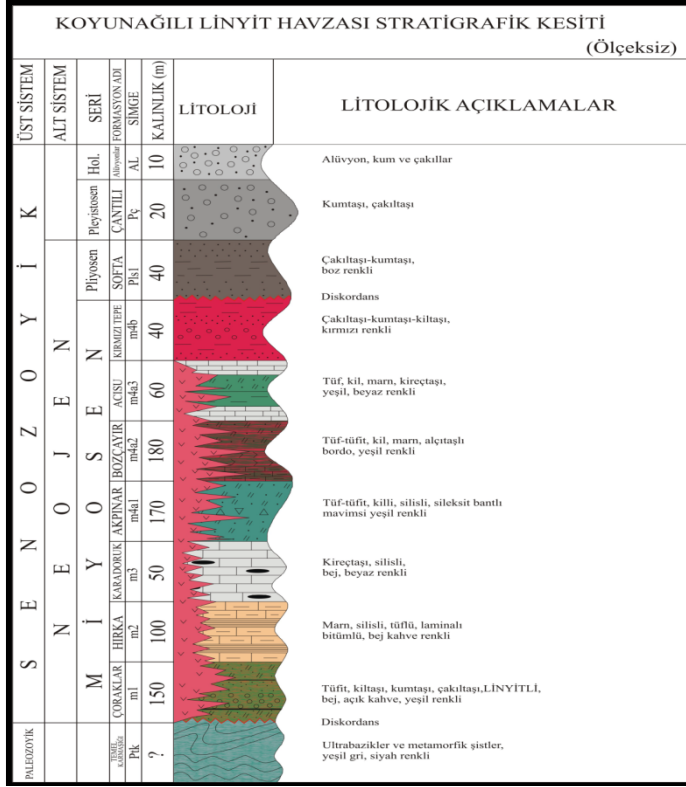 KOYUNAĞILI LİNYİT HAVZASI STRATİGRAFİK KESİTİ
(Ölçeksiz)
ÜST SİSTEM
ALT SİSTEM
SERİ
FORMASYON ADI
SİMGE
KALINLIK (m)
LİTOLOJİ
LİTOLOJİK AÇIKLAMALAR
SENOZOYİK
NEOJEN
Hol.
Alüvyonlar
AL
10
Alüvyon, kum ve çakıllar
Pleyistosen
ÇANTILI
Pç
20
Kumtaşı, çakıltaşı
Pliyosen
SOFTA
Pls1
40
Çakıltaşı-kumtaşı,
boz renkli
Diskordans
MİYOSEN
KIRMIZI TEPE
m4b
40
Çakıltaşı-kumtaşı-kiltaşı,
kırmızı renkli
ACISU
m4a3
60
Tüf, kil, marn, kireçtaşı,
yeşil, beyaz renkli
BOZÇAYIR
m4a2
180
Tüf-tüfit, kil, marn, alçıtaşlı
bordo, yeşil renkli
AKPINAR
m4a1
170
Tüf-tüfit, killi, silisli, sileksit bantlı
mavimsi yeşil renkli
KARADORUK
m3
50
Kireçtaşı, silisli,
bej, beyaz renkli
HIRKA
m2
100
Marn, silisli, tüflü, laminalı
bitümlü, bej kahve renkli
ÇORAKLAR
m1
150
Tüfit, kiltaşı, kumtaşı, çakıltaşı,LİNYİTLİ,
bej, açık kahve, yeşil renkli
Diskordans
PALEOZOYİK
TEMEL
KARMAŞIĞI
Ptk
?
Ultrabazikler ve metamorfik şistler,
yeşil gri, siyah renkli